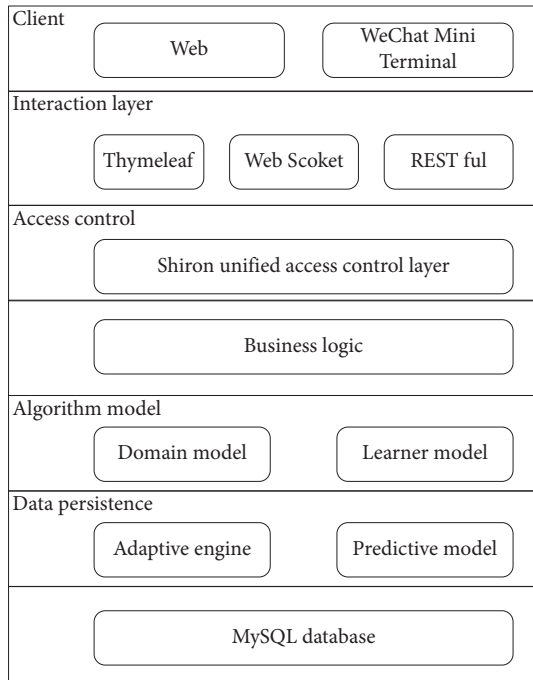 Client
Web
WeChat Mini
Terminal
Interaction layer
Thymeleaf
Web Scoket
REST ful
Access control
Shiron unified access control layer
Business logic
Algorithm model
Domain model
Learner model
Data persistence
Adaptive engine
Predictive model
MySQL database